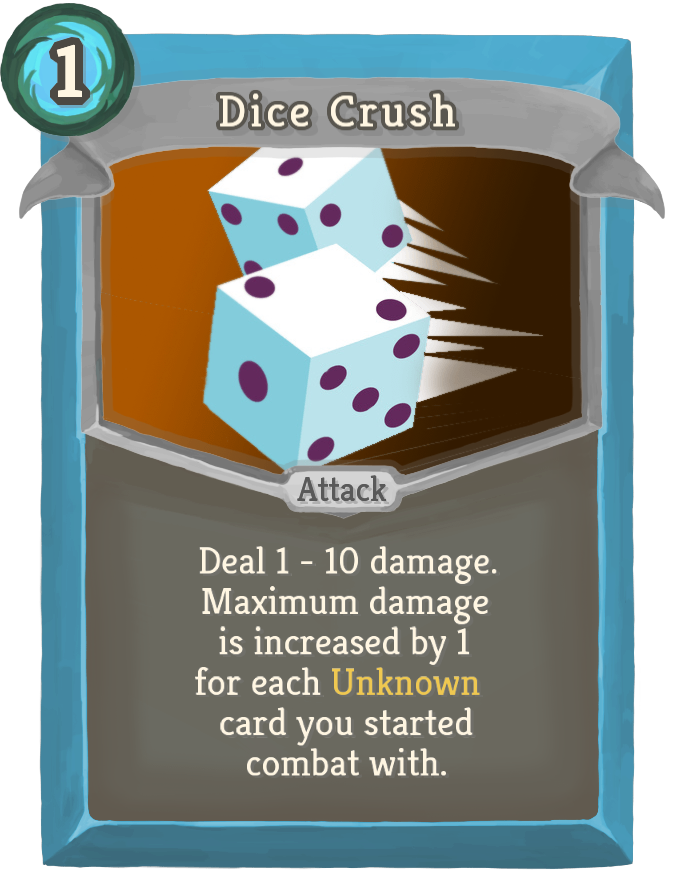 1
Dice Crush
Attack
Deal 1 - 10 damage.
Maximum damage
is increased by 1
for each Unknown
card you started
combat with.